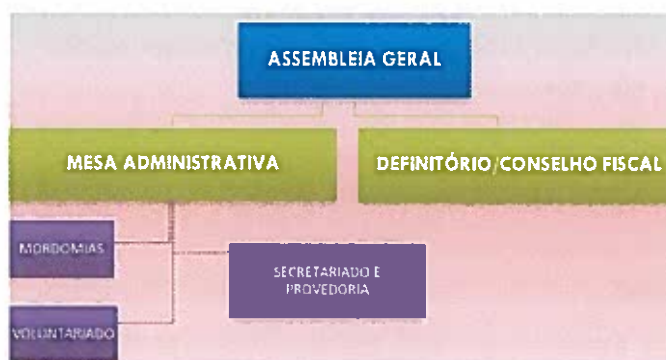 ASSEMBLEIA GERAL
MESA ADMINISTRATIVA
DEFINITÓRIO/CONSELHO FISCAL
MORDOMIAS
SECRETARIADO E
PROVEDORIA
VOLUNTARIADO